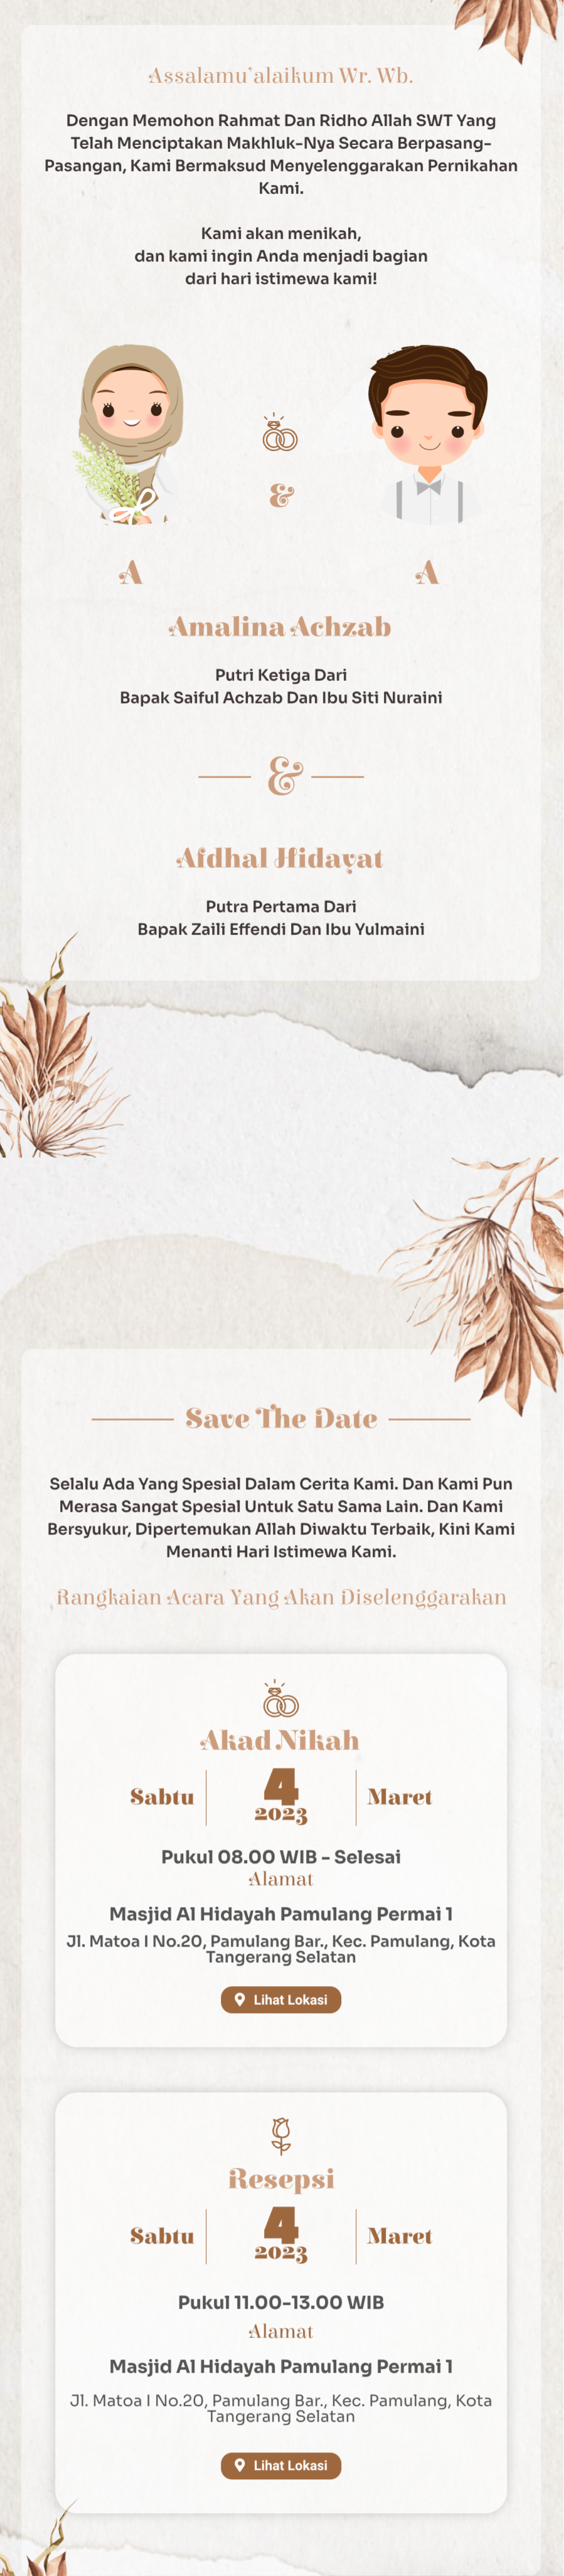 Assalamu'alaikum Wr. Wb.
Dengan Memohon Rahmat Dan Ridho Allah SWT Yang
Telah Menciptakan Makhluk-Nya Secara Berpasang-
Pasangan, Kami Bermaksud Menyelenggarakan Pernikahan
Kami.
Kami akan menikah,
dan kami ingin Anda menjadi bagian
dari hari istimewa kami!
&
A
A
Amalina Achzab
Putri Ketiga Dari
Bapak Saiful Achzab Dan Ibu Siti Nuraini
&
Afdhal Hidayat
Putra Pertama Dari
Bapak Zaili Effendi Dan Ibu Yulmaini
Save The Date
Selalu Ada Yang Spesial Dalam Cerita Kami. Dan Kami Pun
Merasa Sangat Spesial Untuk Satu Sama Lain. Dan Kami
Bersyukur, Dipertemukan Allah Diwaktu Terbaik, Kini Kami
Menanti Hari Istimewa Kami.
Rangkaian Acara Yang Akan Diselenggarakan
Akad Nikah
Sabtu
4
2023
Maret
Pukul 08.00 WIB - Selesai
Alamat
Masjid Al Hidayah Pamulang Permai 1
Jl. Matoa I No.20, Pamulang Bar., Kec. Pamulang, Kota
Tangerang Selatan
Lihat Lokasi
Resepsi
Sabtu
4
2023
Maret
Pukul 11.00-13.00 WIB
Alamat
Masjid Al Hidayah Pamulang Permai 1
Jl. Matoa I No.20, Pamulang Bar., Kec. Pamulang, Kota
Tangerang Selatan
Lihat Lokasi